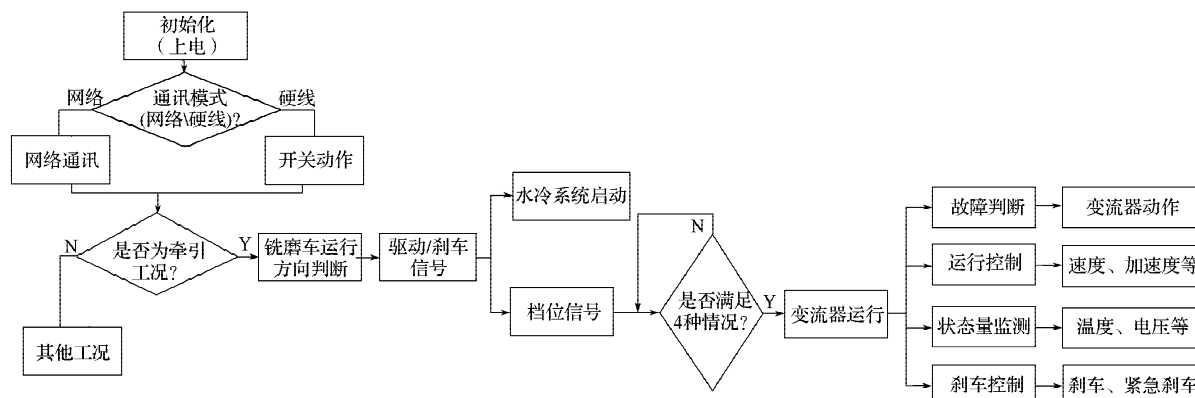 初始化
(上电)
网络
通讯模式
(网络\硬线)?
硬线
网络通讯
开关动作
N
是否为牵引
工况?
Y
铣磨车运行
方向判断
驱动/刹车
信号
其他工况
水冷系统启动
档位信号
N
是否满足
4种情况?
Y
变流器运行
故障判断
变流器动作
运行控制
速度、加速度等
状态量监测
温度、电压等
刹车控制
刹车、紧急刹车